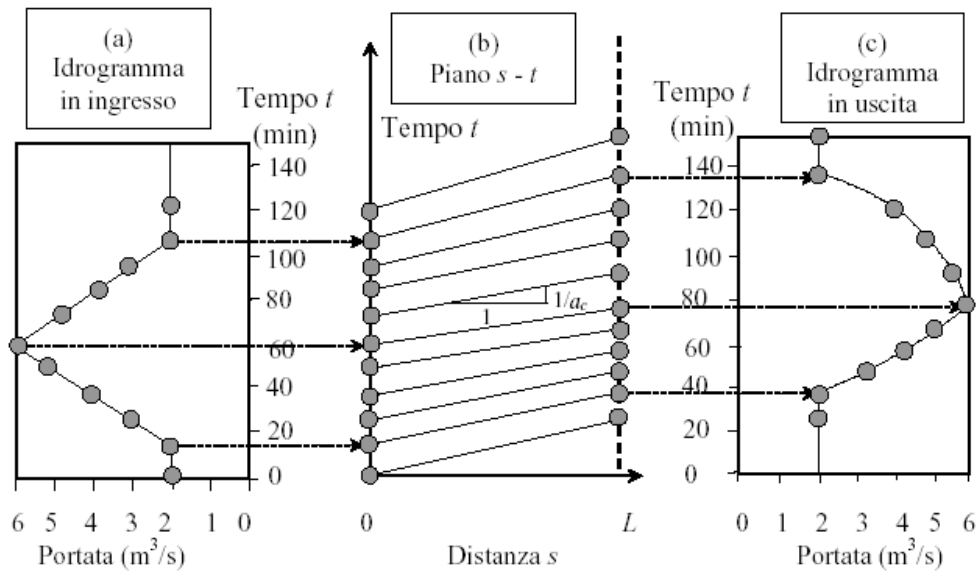 (a)
Idrogramma
in ingresso
Tempo t
(min)
140
120
100
80
60
40
20
0
6 5 4 3 2 1 0
Portata (m³/s)
(b)
Piano s - t
Tempo t
1/ac
1
0 L
Distanza s
(c)
Idrogramma
in uscita
Tempo t
(min)
140
120
100
80
60
40
20
0
0 1 2 3 4 5 6
Portata (m³/s)